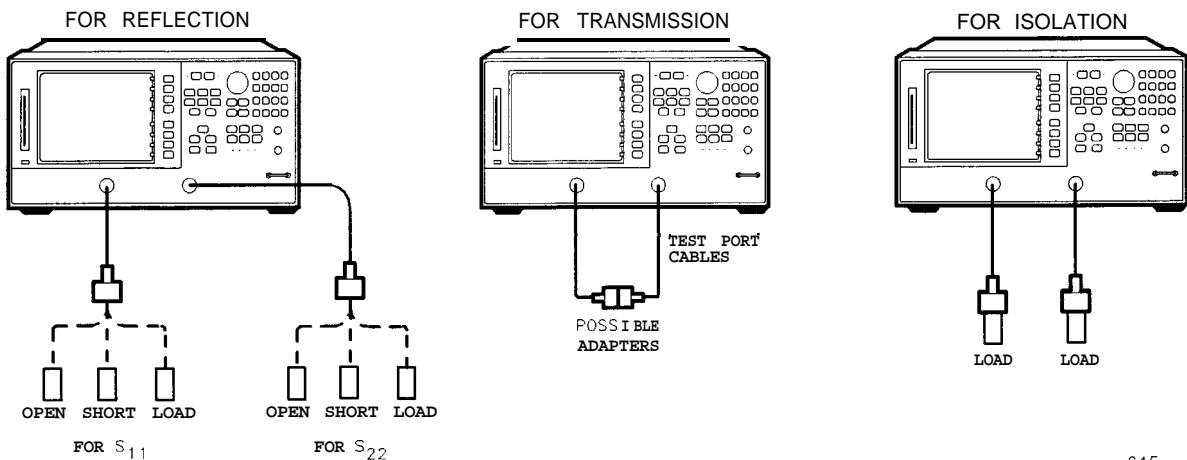 FOR REFLECTION
FOR TRANSMISSION
FOR ISOLATION
TEST PORT
CABLES
POSSIBLE
ADAPTERS
LOAD LOAD
OPEN SHORT LOAD
OPEN SHORT LOAD
FOR S11
FOR S22